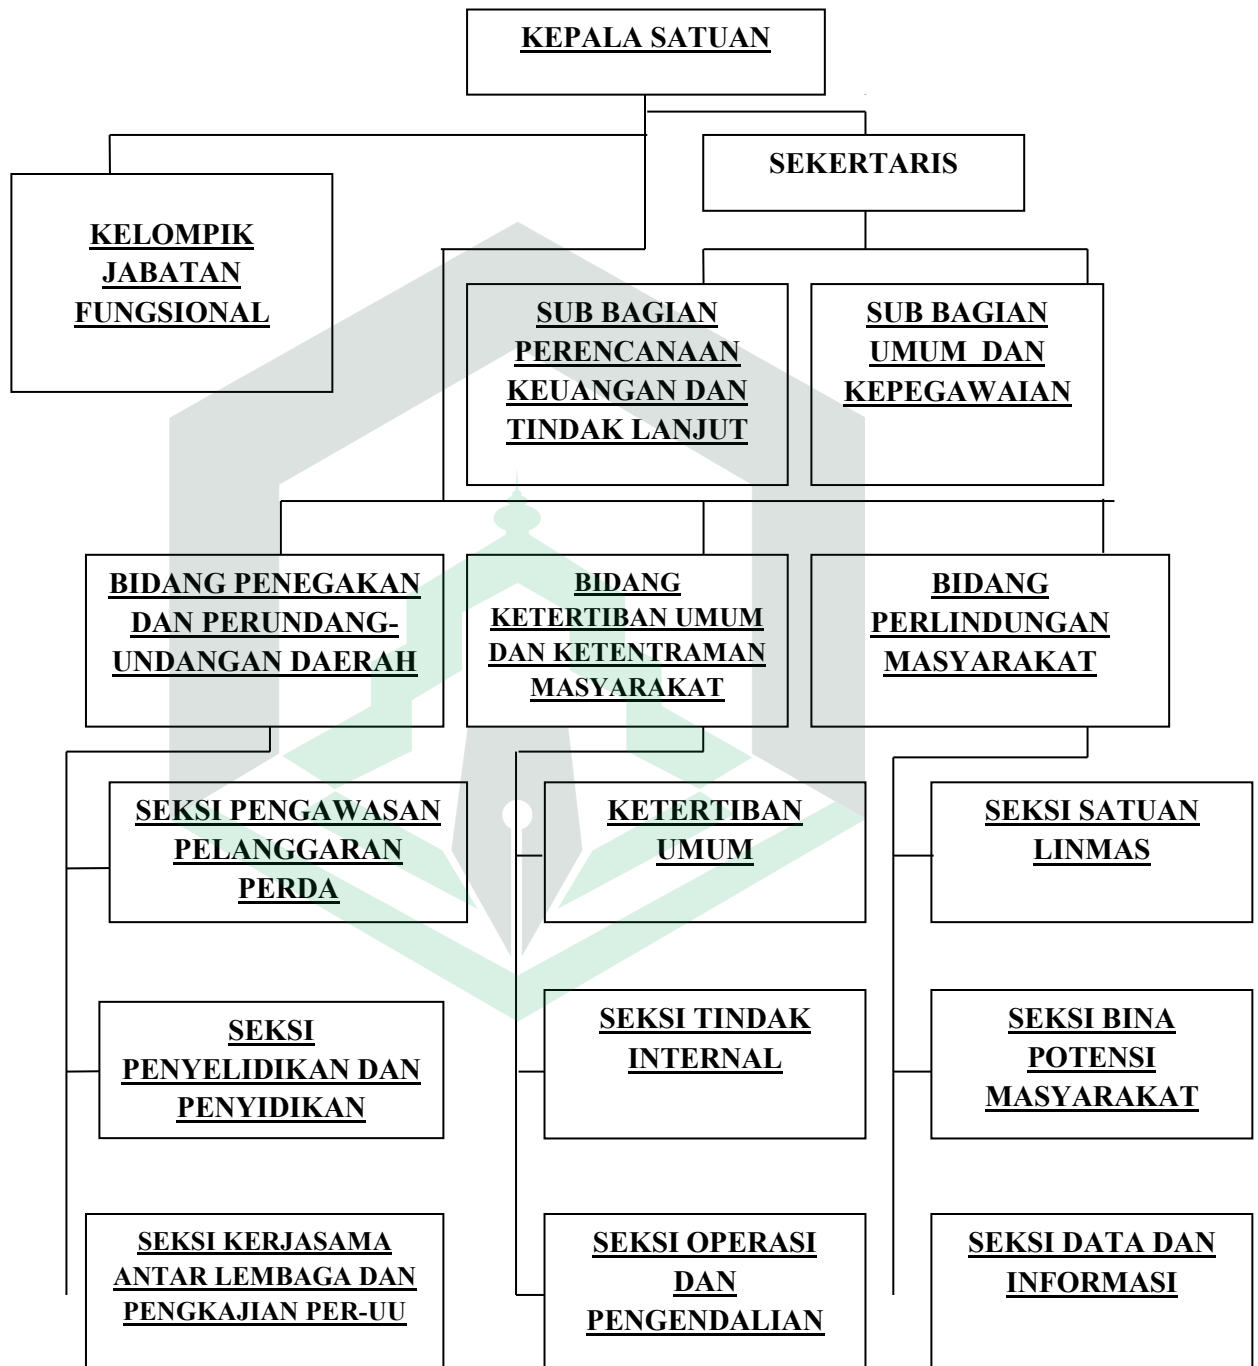 KEPALA SATUAN
SEKERTARIS
KELOMPIK
JABATAN
FUNGSIONAL
SUB BAGIAN
PERENCANAAN
KEUANGAN DAN
TINDAK LANJUT
SUB BAGIAN
UMUM DAN
KEPEGAWAIAN
BIDANG PENEGAKAN
DAN PERUNDANG-
UNDANGAN DAERAH
BIDANG
KETERTIBAN UMUM
DAN KETENTRAMAN
MASYARAKAT
BIDANG
PERLINDUNGAN
MASYARAKAT
SEKSI PENGAWASAN
PELANGGARAN
PERDA
KETERTIBAN
UMUM
SEKSI SATUAN
LINMAS
SEKSI
PENYELIDIKAN DAN
PENYIDIKAN
SEKSI TINDAK
INTERNAL
SEKSI BINA
POTENSI
MASYARAKAT
SEKSI KERJASAMA
ANTAR LEMBAGA DAN
PENGKAJIAN PER-UU
SEKSI OPERASI
DAN
PENGENDALIAN
SEKSI DATA DAN
INFORMASI